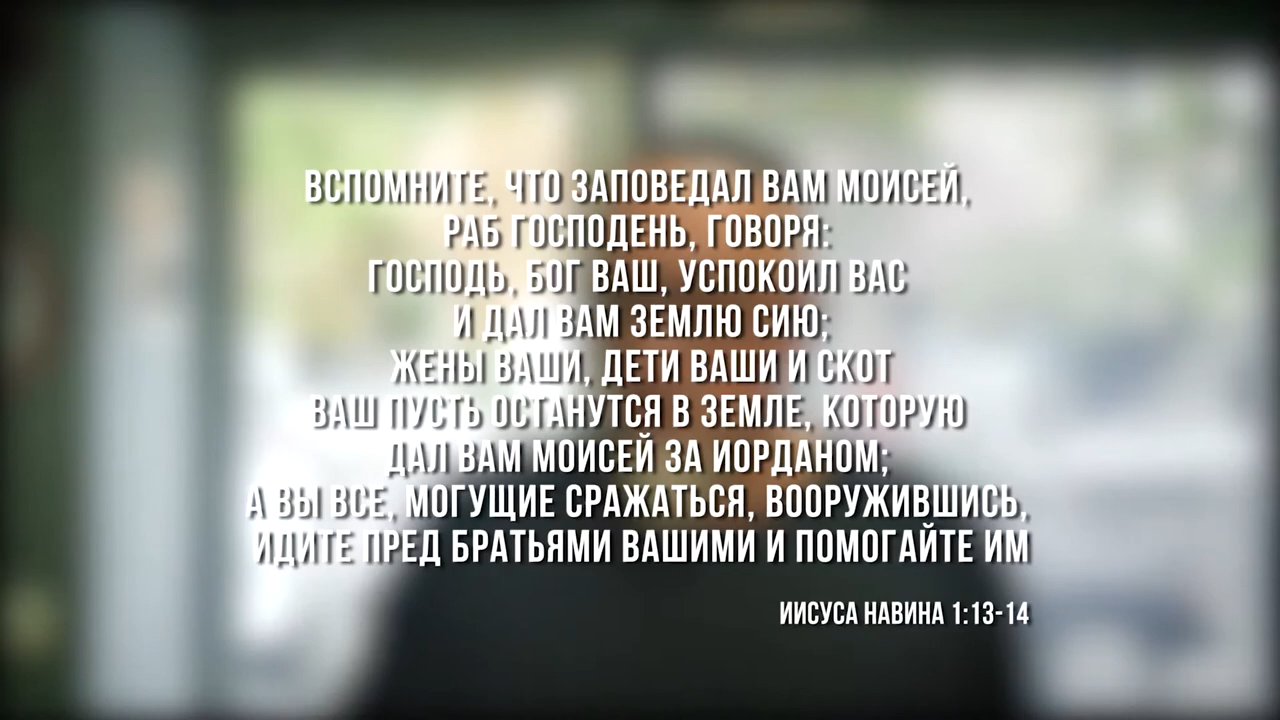 ВСПОМНИТЕ, ЧТО ЗАПОВЕДАЛ ВАМ МОИСЕЙ,
РАБ ГОСПОДЕНЬ, ГОВОРЯ:
ГОСПОДЬ, БОГ ВАШ, УСПОКОИЛ ВАС
И ДАЛ ВАМ ЗЕМЛЮ СИЮ;
ЖЕНЫ ВАШИ, ДЕТИ ВАШИ И СКОТ
ВАШ ПУСТЬ ОСТАНУТСЯ В ЗЕМЛЕ, КОТОРУЮ
ДАЛ ВАМ МОИСЕЙ ЗА ИОРДАНОМ;
А ВЫ ВСЕ, МОГУЩИЕ СРАЖАТЬСЯ, ВООРУЖИВШИСЬ,
ИДИТЕ ПРЕД БРАТЬЯМИ ВАШИМИ И ПОМОГАЙТЕ ИМ
ИИСУСА НАВИНА 1:13-14